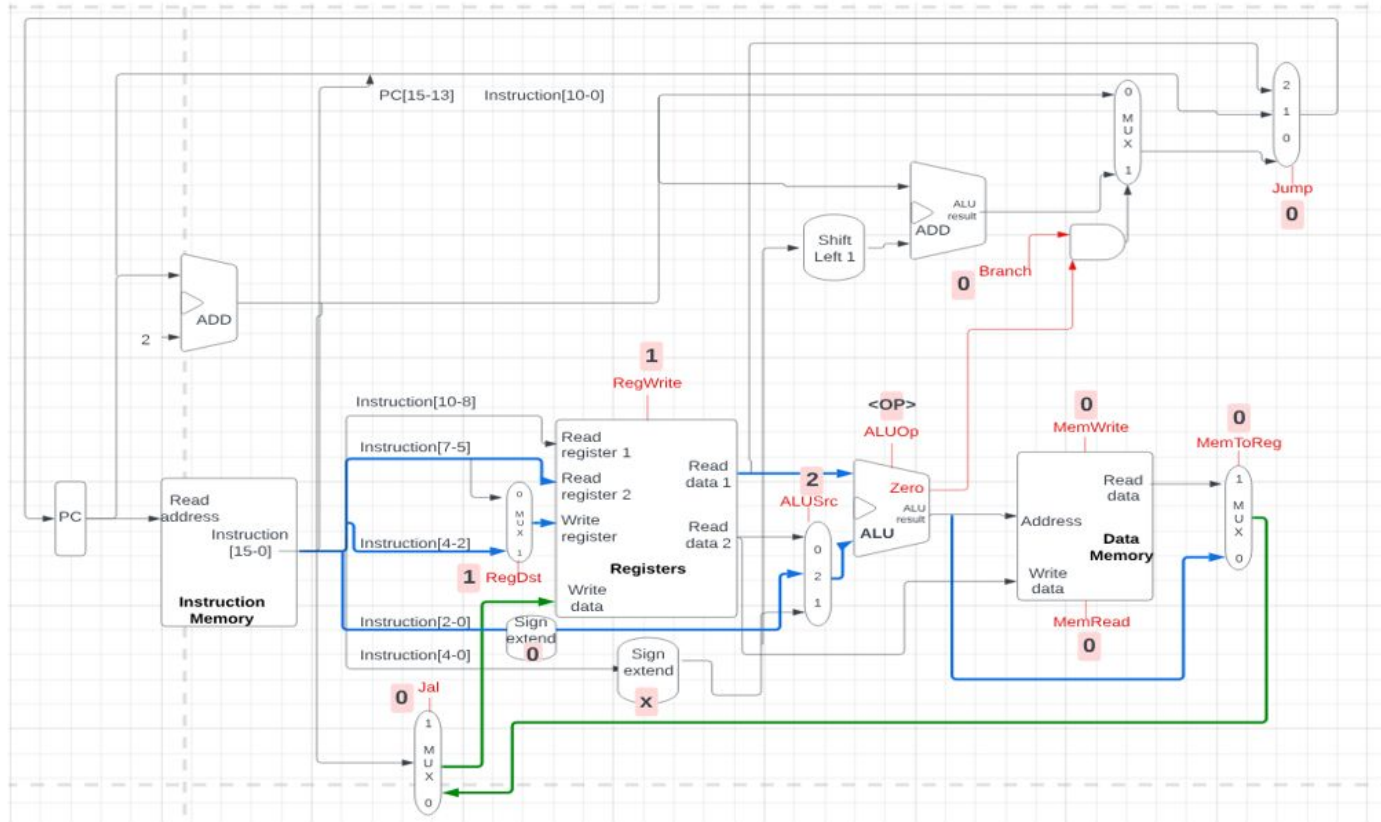 PC[15-13]
Instruction[10-0]
0
M
U
X
1
2
1
0
Jump
0
ALU
result
ADD
Shift
Left 1
Branch
0
ADD
2
1
RegWrite
Instruction[10-8]
Instruction[7-5]
Instruction[4-2]
Instruction[2-0]
Instruction[4-0]
PC
Read
address
Instruction
[15-0]
Instruction
Memory
0
M
U
X
1
1
RegDst
Read
register 1
Read
register 2
Write
register
Write
data
Read
data 1
Read
data 2
Registers
Sign
extend
0
Sign
extend
x
<OP>
ALUOp
2
ALUSrc
0
2
1
Zero
ALU
result
ALU
0
MemWrite
Read
data
Address
Data
Memory
Write
data
MemRead
0
0
MemToReg
1
M
U
X
0
0
Jal
1
M
U
X
0